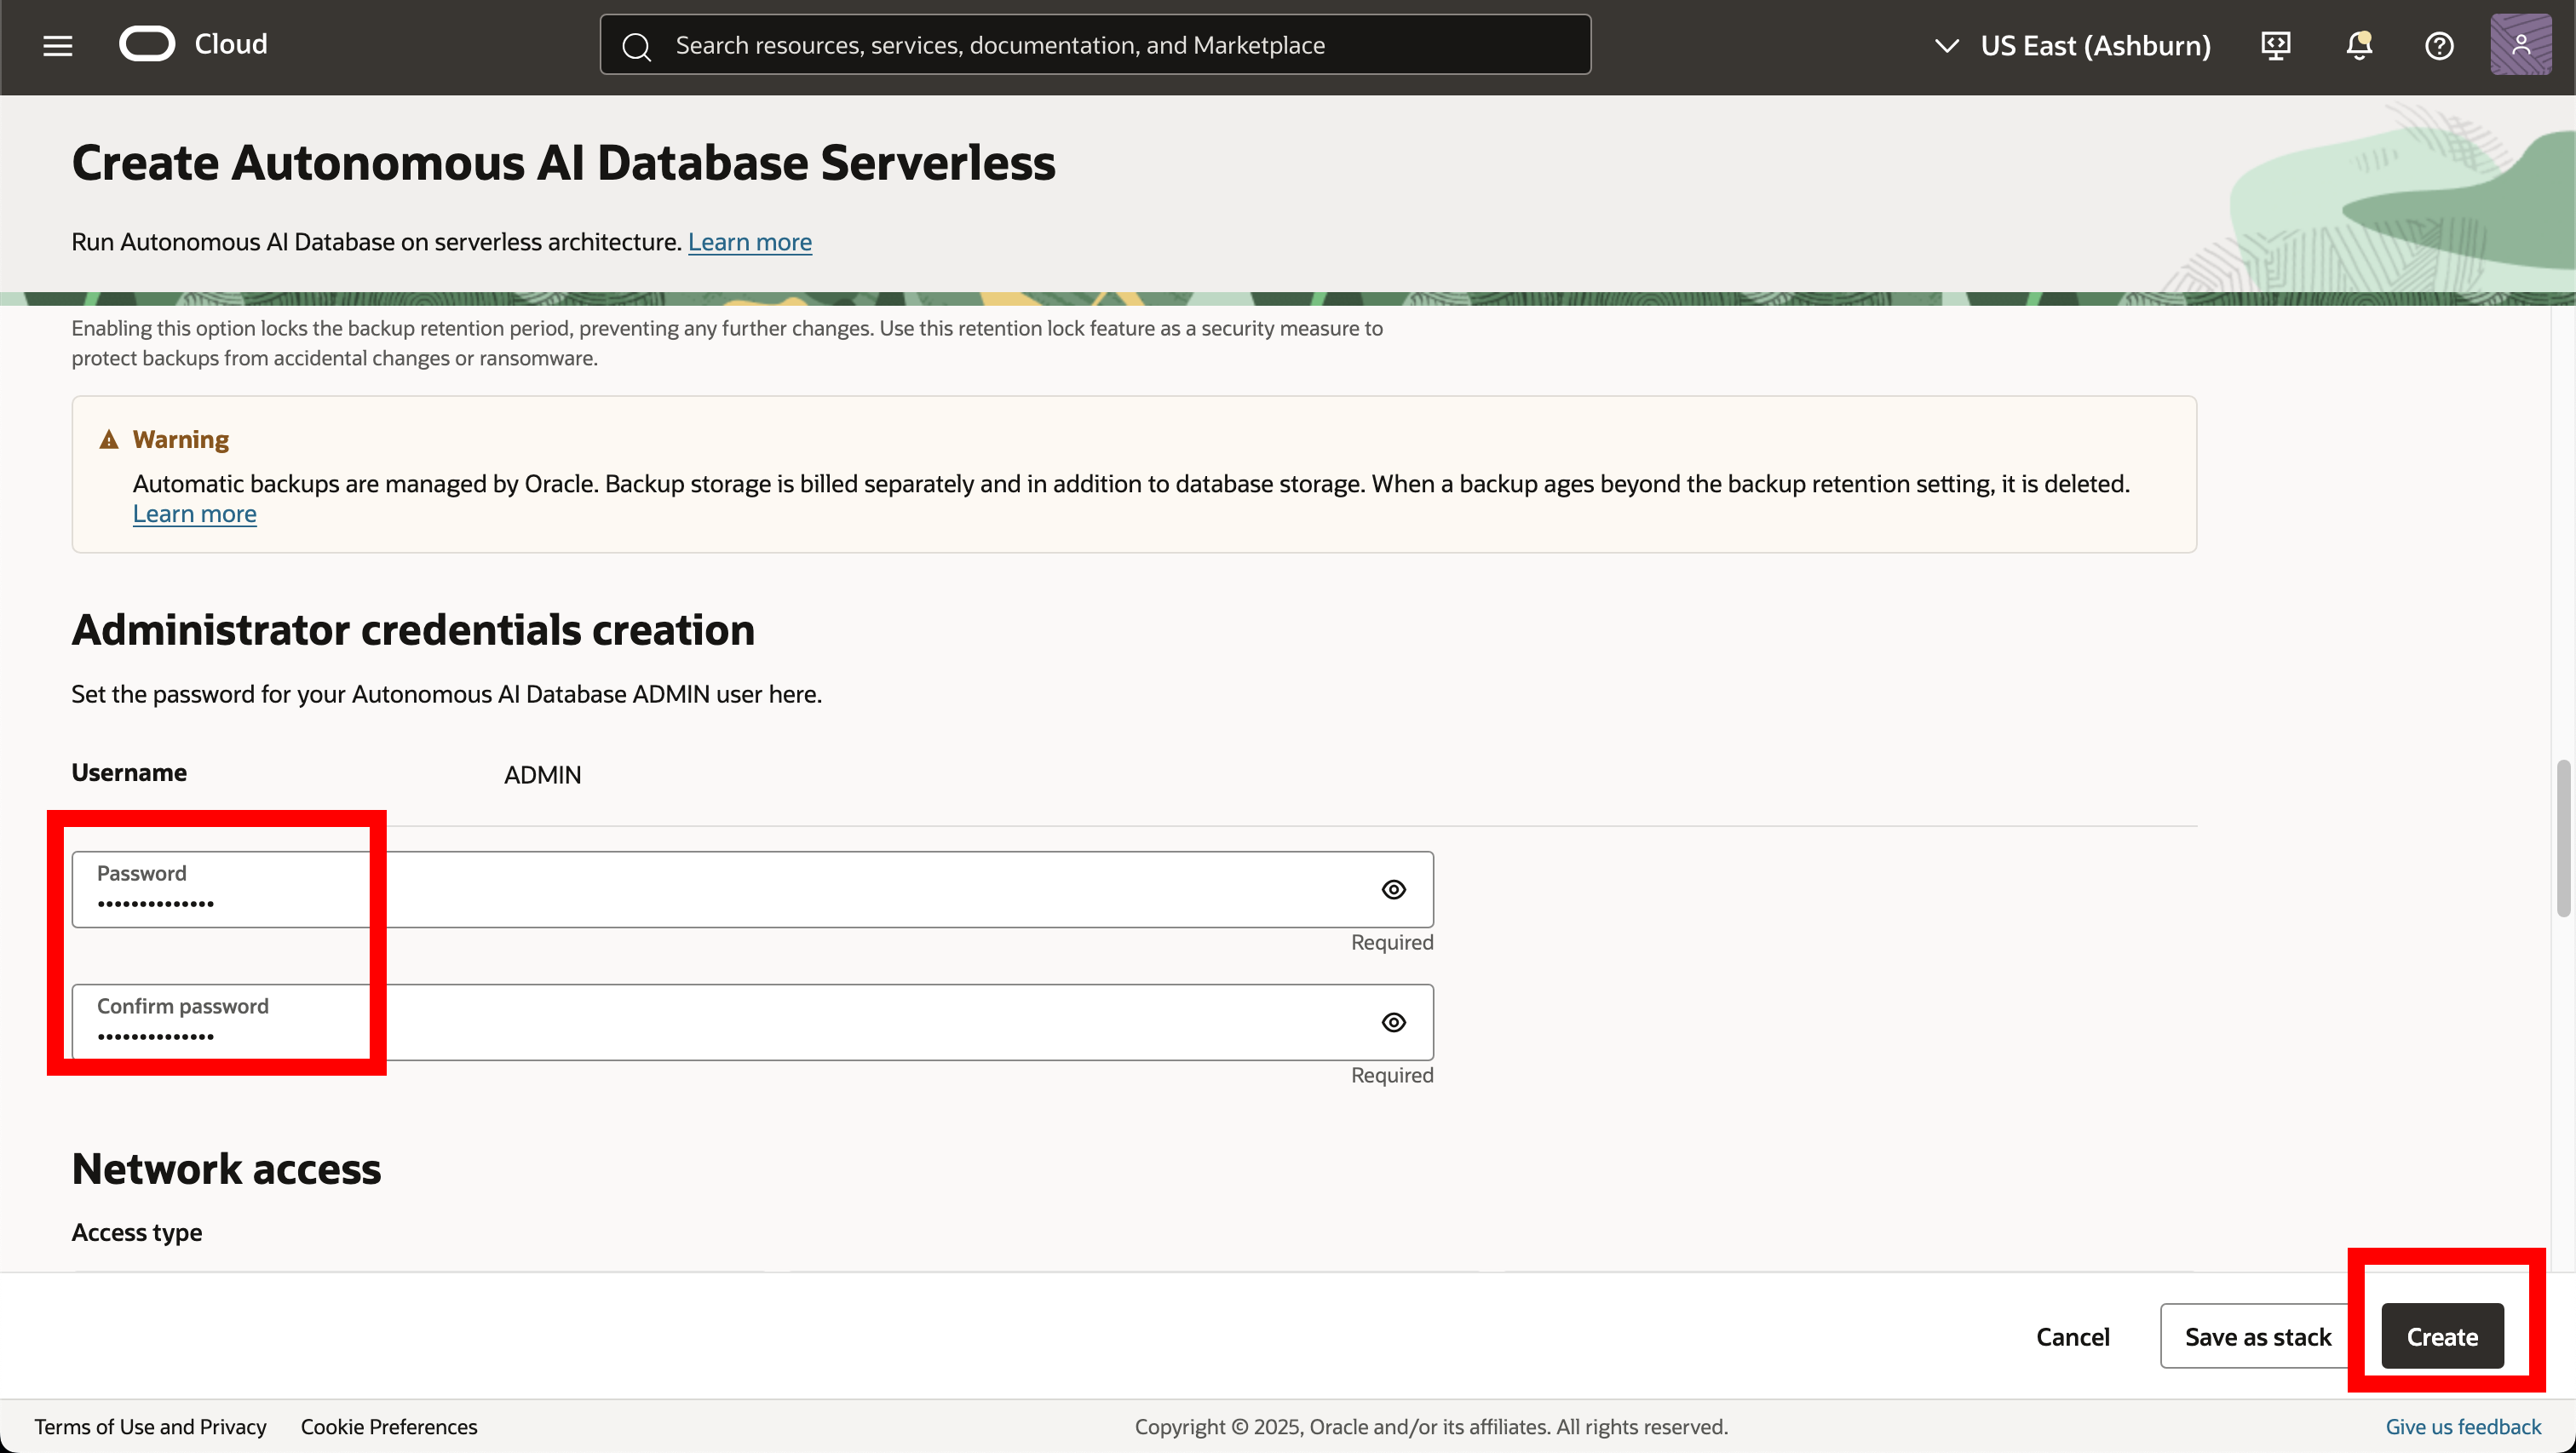 Cloud
Search resources, services, documentation, and Marketplace
US East (Ashburn)
Create Autonomous AI Database Serverless
Run Autonomous AI Database on serverless architecture. Learn more
Enabling this option locks the backup retention period, preventing any further changes. Use this retention lock feature as a security measure to
protect backups from accidental changes or ransomware.
Warning
Automatic backups are managed by Oracle. Backup storage is billed separately and in addition to database storage. When a backup ages beyond the backup retention setting, it is deleted.
Learn more
Administrator credentials creation
Set the password for your Autonomous AI Database ADMIN user here.
Username ADMIN
Password
••••••••••••••
Required
Confirm password
••••••••••••••
Required
Network access
Access type
Cancel Save as stack Create
Terms of Use and Privacy Cookie Preferences Copyright © 2025, Oracle and/or its affiliates. All rights reserved. Give us feedback